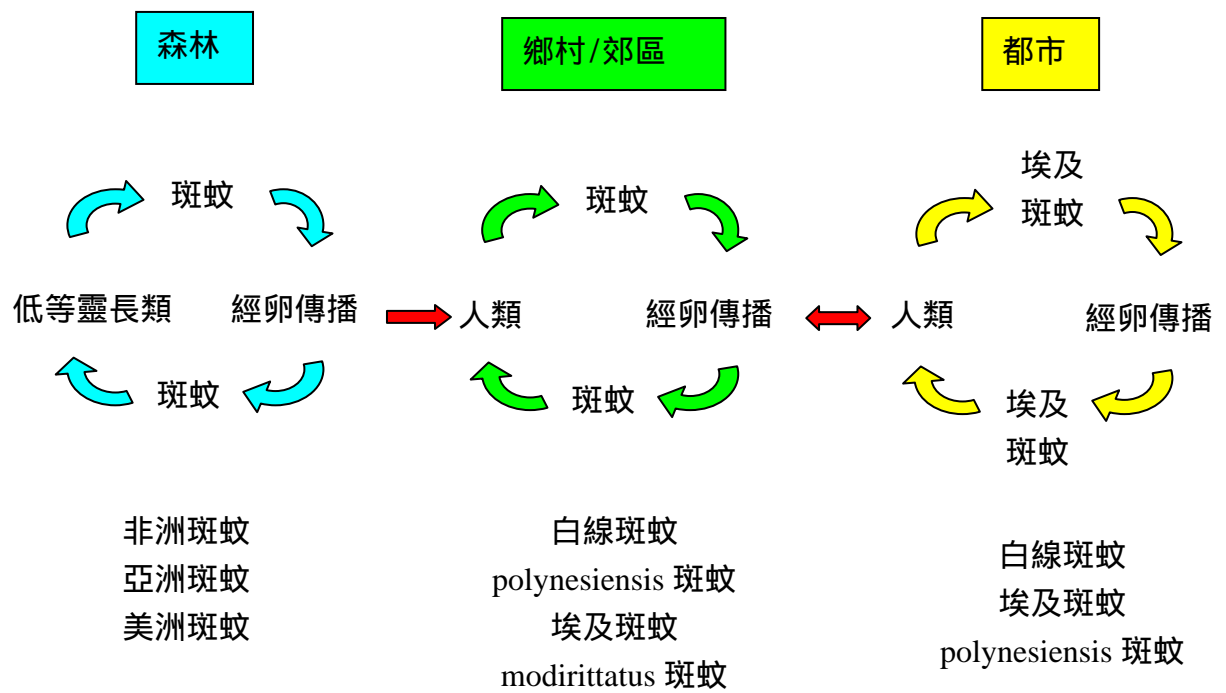 森林
鄉村/郊區
都市
斑蚊
斑蚊
埃及
斑蚊
低等靈長類
經卵傳播
人類
經卵傳播
人類
經卵傳播
斑蚊
斑蚊
埃及
斑蚊
非洲斑蚊
亞洲斑蚊
美洲斑蚊
白線斑蚊
polynesiensis 斑蚊
埃及斑蚊
modirittatus 斑蚊
白線斑蚊
埃及斑蚊
polynesiensis 斑蚊